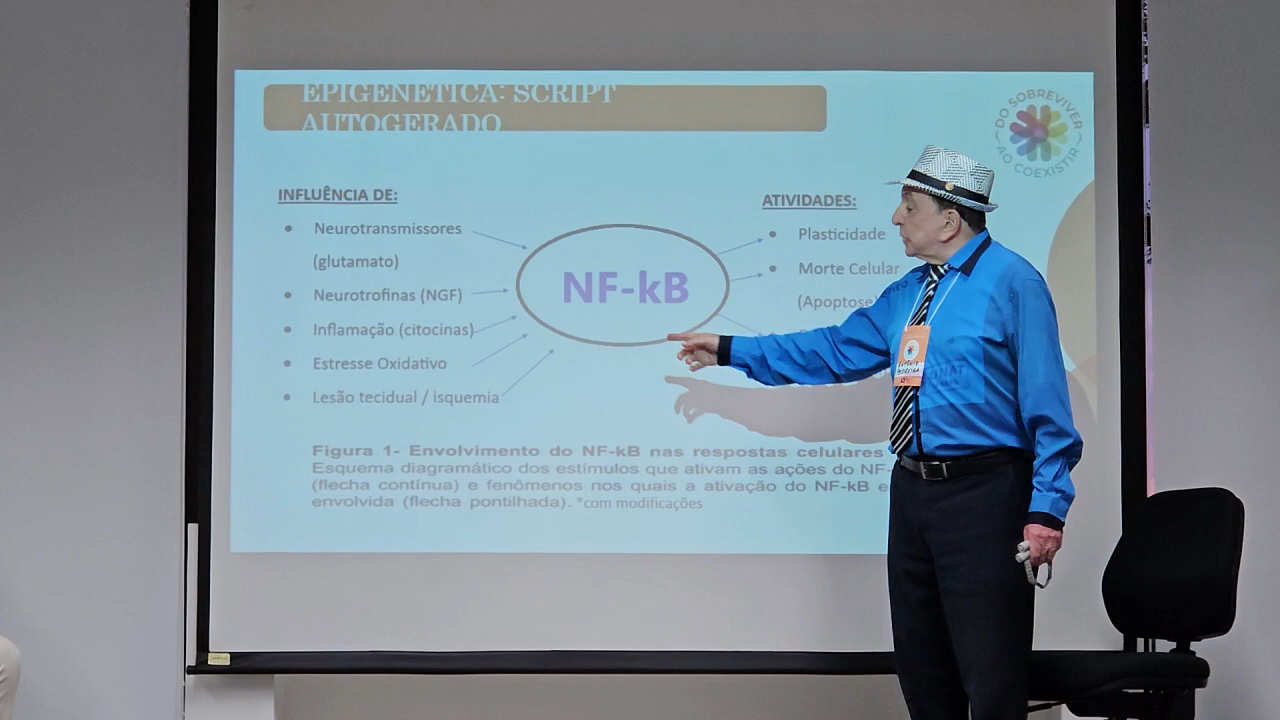 EPIGENÉTICA: SCRIPT
AUTOGERADO
DO SOBREVIVER
AO COEXISTIR
INFLUÊNCIA DE:
Neurotransmissores
(glutamato)
Neurotrofinas (NGF)
Inflamação (citocinas)
Estresse Oxidativo
Lesão tecidual / isquemia
NF-kB
ATIVIDADES:
Plasticidade
Morte Celular
(Apoptose)
Figura 1- Envolvimento do NF-kB nas respostas celulares
Esquema diagramático dos estímulos que ativam as ações do NF-
(flecha contínua) e fenômenos nos quais a ativação do NF-kB e
envolvida (flecha pontilhada). *com modificações